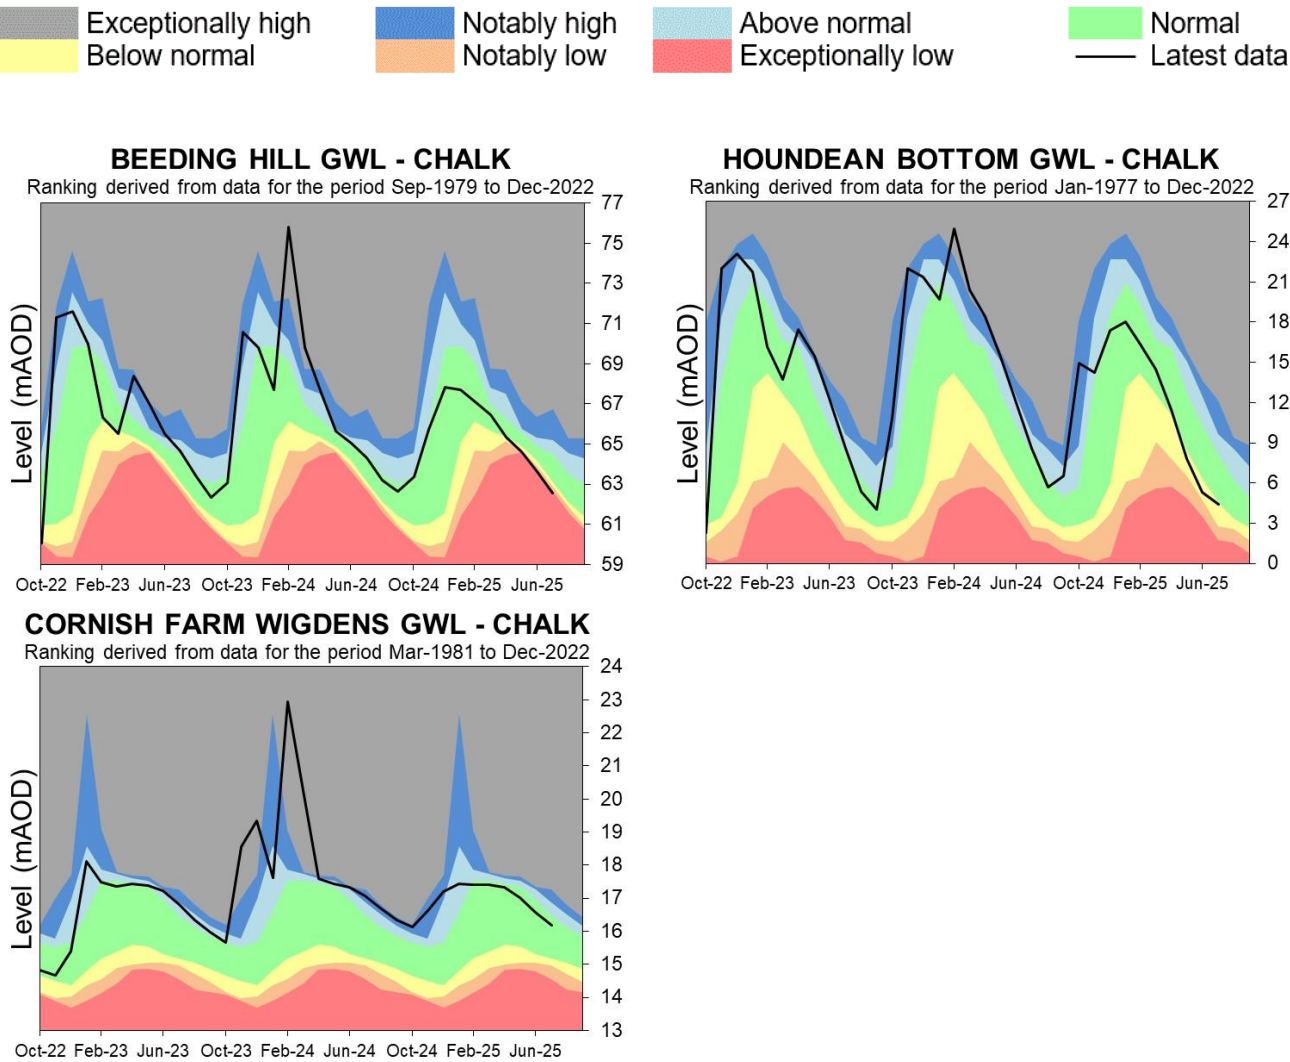 Exceptionally high Notably high Above normal Normal
Below normal Notably low Exceptionally low Latest data
BEEDING HILL GWL - CHALK
Ranking derived from data for the period Sep-1979 to Dec-2022
Level (mAOD)
77
75
73
71
69
67
65
63
61
59
Oct-22 Feb-23 Jun-23 Oct-23 Feb-24 Jun-24 Oct-24 Feb-25 Jun-25
HOUNDEAN BOTTOM GWL - CHALK
Ranking derived from data for the period Jan-1977 to Dec-2022
Level (mAOD)
27
24
21
18
15
12
9
6
3
0
Oct-22 Feb-23 Jun-23 Oct-23 Feb-24 Jun-24 Oct-24 Feb-25 Jun-25
CORNISH FARM WIGDENS GWL - CHALK
Ranking derived from data for the period Mar-1981 to Dec-2022
Level (mAOD)
24
23
22
21
20
19
18
17
16
15
14
13
Oct-22 Feb-23 Jun-23 Oct-23 Feb-24 Jun-24 Oct-24 Feb-25 Jun-25